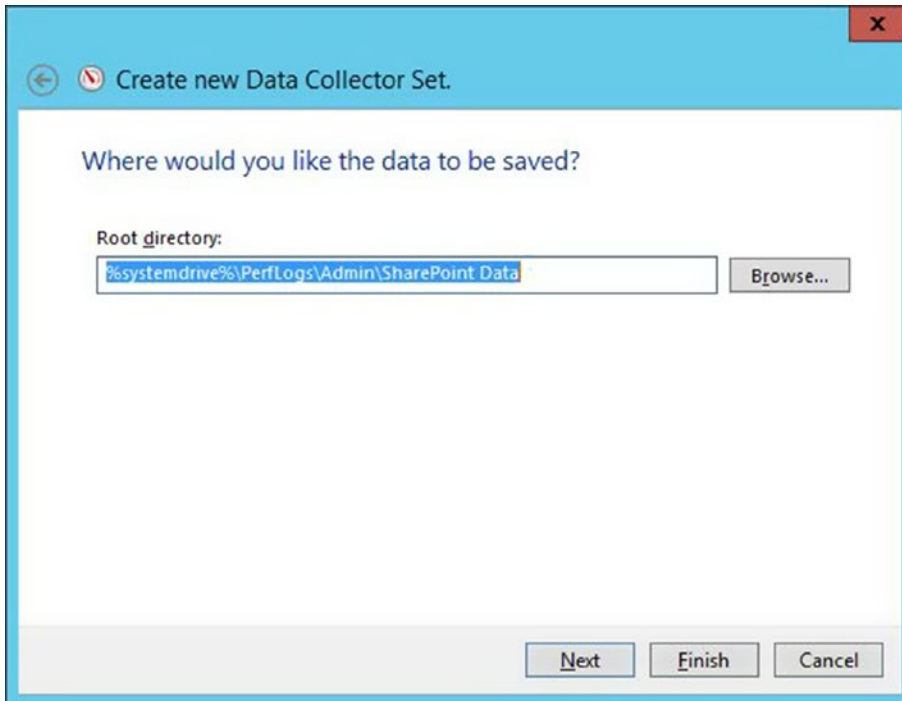 x
Create new Data Collector Set.
Where would you like the data to be saved?
Root directory:
%systemdrive%\PerfLogs\Admin\SharePoint Data
Browse...
Next
Finish
Cancel